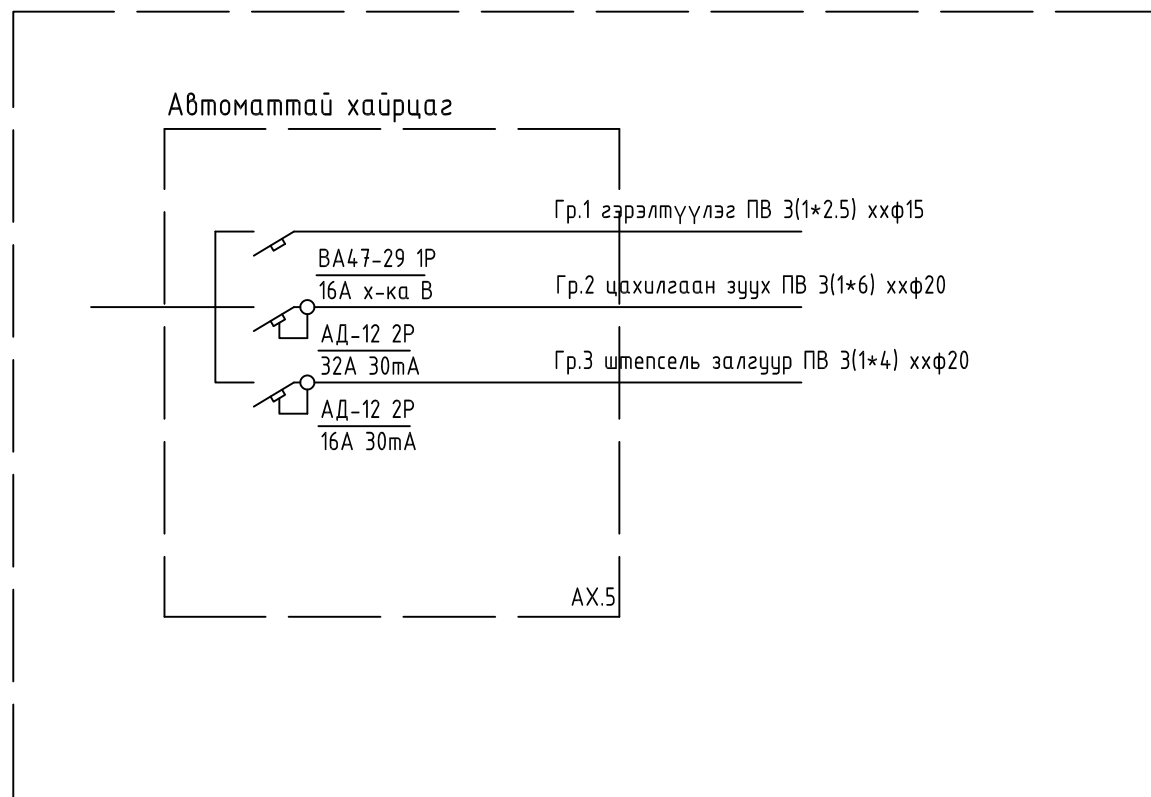 Автоматтай хайрцаг
Гр.1 гэрэлтүүлэг ПВ 3(1*2.5) ххф15
ВА47-29 1Р
16А х-ка В
Гр.2 цахилгаан зуух ПВ 3(1*6) ххф20
АД-12 2Р
32А 30mA
Гр.3 штепсель залгуур ПВ 3(1*4) ххф20
АД-12 2Р
16А 30mA
АХ.5